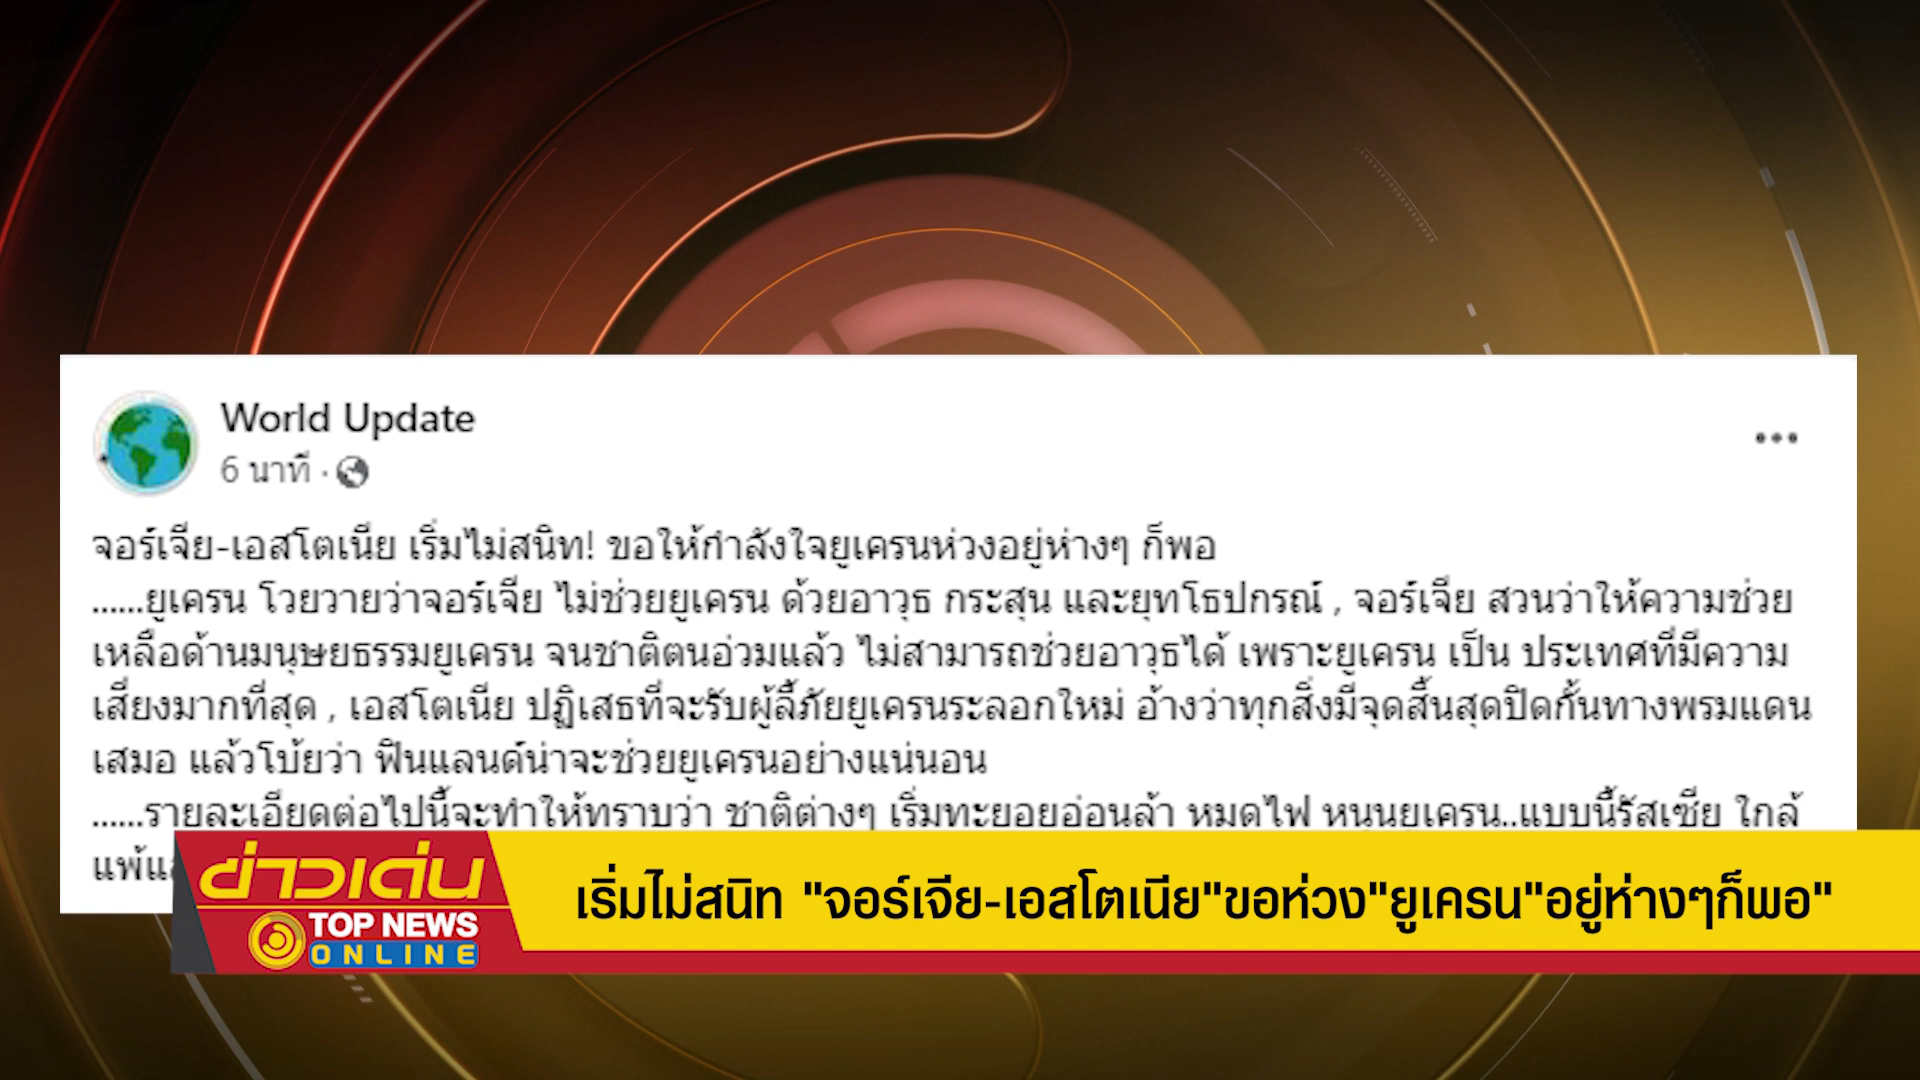 World Update
6 นาที ·
จอร์เจีย-เอสโตเนีย เริ่มไม่สนิท! ขอให้กำลังใจยูเครนห่วงอยู่ห่างๆ ก็พอ
......ยูเครน โวยวายว่าจอร์เจีย ไม่ช่วยยูเครน ด้วยอาวุธ กระสุน และยุทโธปกรณ์ , จอร์เจีย สวนว่าให้ความช่วย
เหลือด้านมนุษยธรรมยูเครน จนชาติตนอ่วมแล้ว ไม่สามารถช่วยอาวุธได้ เพราะยูเครน เป็น ประเทศที่มีความ
เสี่ยงมากที่สุด , เอสโตเนีย ปฏิเสธที่จะรับผู้ลี้ภัยยูเครนระลอกใหม่ อ้างว่าทุกสิ่งมีจุดสิ้นสุดปิดกั้นทางพรมแดน
เสมอ แล้วโบ้ยว่า ฟินแลนด์น่าจะช่วยยูเครนอย่างแน่นอน
......รายละเอียดต่อไปนี้จะทำให้ทราบว่า ชาติต่างๆ เริ่มทะยอยอ่อนล้า หมดไฟ หนุนยูเครน..แบบนี้รัสเซีย ใกล้
แพ้
ข่าวเด่น
TOP NEWS
ONLINE
เริ่มไม่สนิท "จอร์เจีย-เอสโตเนีย"ขอห่วง"ยูเครน"อยู่ห่างๆก็พอ"